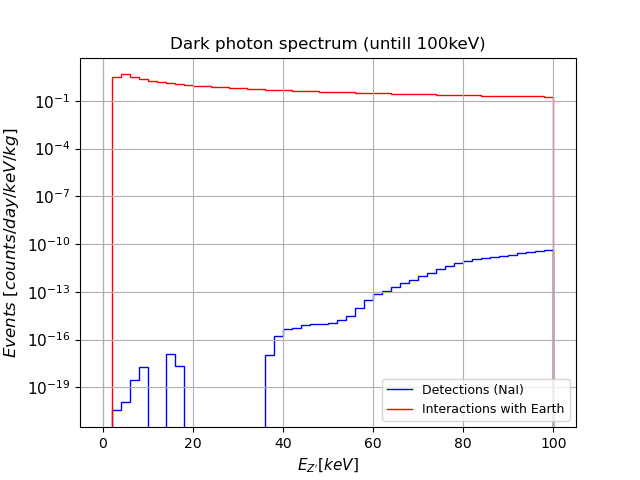 Dark photon spectrum (untill 100keV)
Events [counts/day/keV/kg]
10⁻¹
10⁻⁴
10⁻⁷
10⁻¹⁰
10⁻¹³
10⁻¹⁶
10⁻¹⁹
Detections (NaI)
Interactions with Earth
0 20 40 60 80 100
E_{Z'}[keV]